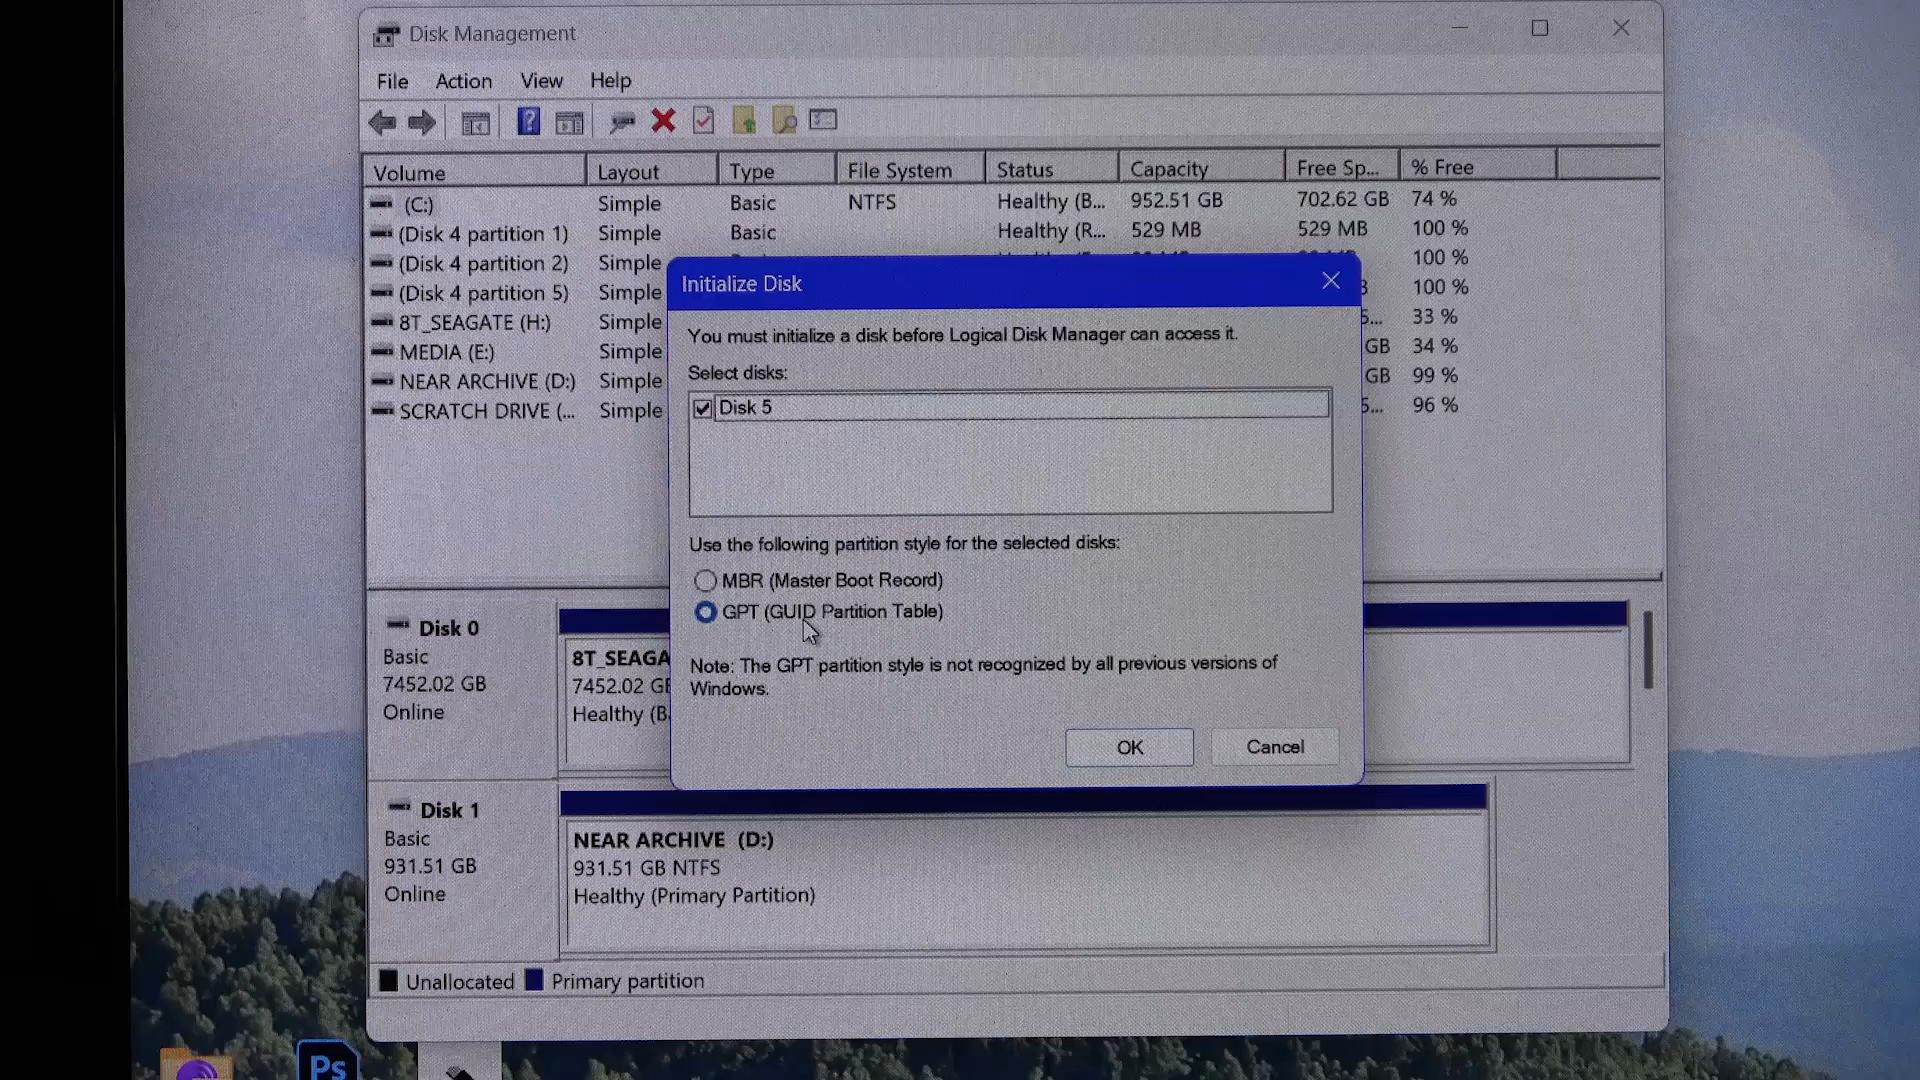 Disk Management
File Action View Help
Volume Layout Type File System Status Capacity Free Sp... % Free
(C:) Simple Basic NTFS Healthy (B... 952.51 GB 702.62 GB 74 %
(Disk 4 partition 1) Simple Basic Healthy (R... 529 MB 529 MB 100 %
(Disk 4 partition 2) Simple 100 %
(Disk 4 partition 5) Simple 100 %
8T_SEAGATE (H:) Simple 33 %
MEDIA (E:) Simple GB 34 %
NEAR ARCHIVE (D:) Simple GB 99 %
SCRATCH DRIVE (... Simple 96 %
Initialize Disk
You must initialize a disk before Logical Disk Manager can access it.
Select disks:
Disk 5
Use the following partition style for the selected disks:
MBR (Master Boot Record)
GPT (GUID Partition Table)
Note: The GPT partition style is not recognized by all previous versions of
Windows.
OK Cancel
Disk 0
Basic
7452.02 GB
Online
8T_SEAGA
7452.02 GB
Healthy (B
Disk 1
Basic
931.51 GB
Online
NEAR ARCHIVE (D:)
931.51 GB NTFS
Healthy (Primary Partition)
Unallocated Primary partition
Ps